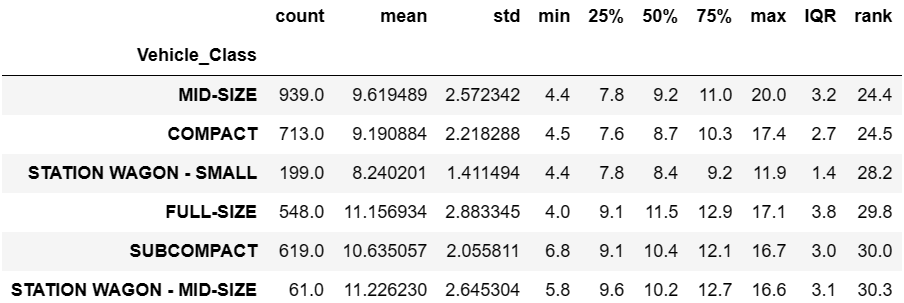 count mean std min 25% 50% 75% max IQR rank
Vehicle_Class
MID-SIZE 939.0 9.619489 2.572342 4.4 7.8 9.2 11.0 20.0 3.2 24.4
COMPACT 713.0 9.190884 2.218288 4.5 7.6 8.7 10.3 17.4 2.7 24.5
STATION WAGON - SMALL 199.0 8.240201 1.411494 4.4 7.8 8.4 9.2 11.9 1.4 28.2
FULL-SIZE 548.0 11.156934 2.883345 4.0 9.1 11.5 12.9 17.1 3.8 29.8
SUBCOMPACT 619.0 10.635057 2.055811 6.8 9.1 10.4 12.1 16.7 3.0 30.0
STATION WAGON - MID-SIZE 61.0 11.226230 2.645304 5.8 9.6 10.2 12.7 16.6 3.1 30.3